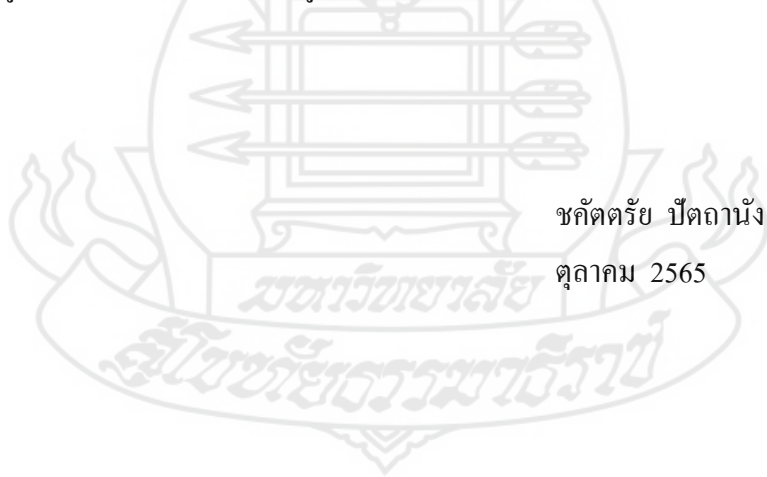 ชคัตตรัย ปัตถานัง
ตุลาคม 2565
มหาวิทยาลัย
สุโขทัยธรรมาธิราช